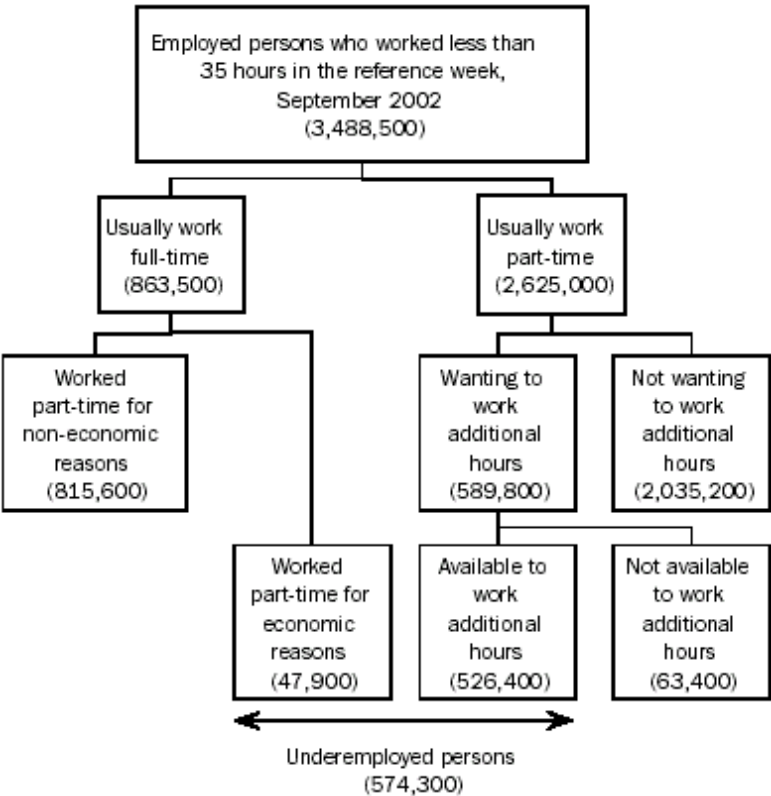 Employed persons who worked less than
35 hours in the reference week,
September 2002
(3,488,500)
Usually work
full-time
(863,500)
Usually work
part-time
(2,625,000)
Worked
part-time for
non-economic
reasons
(815,600)
Wanting to
work
additional
hours
(589,800)
Not wanting
to work
additional
hours
(2,035,200)
Worked
part-time for
economic
reasons
(47,900)
Available to
work
additional
hours
(526,400)
Not available
to work
additional
hours
(63,400)
Underemployed persons
(574,300)